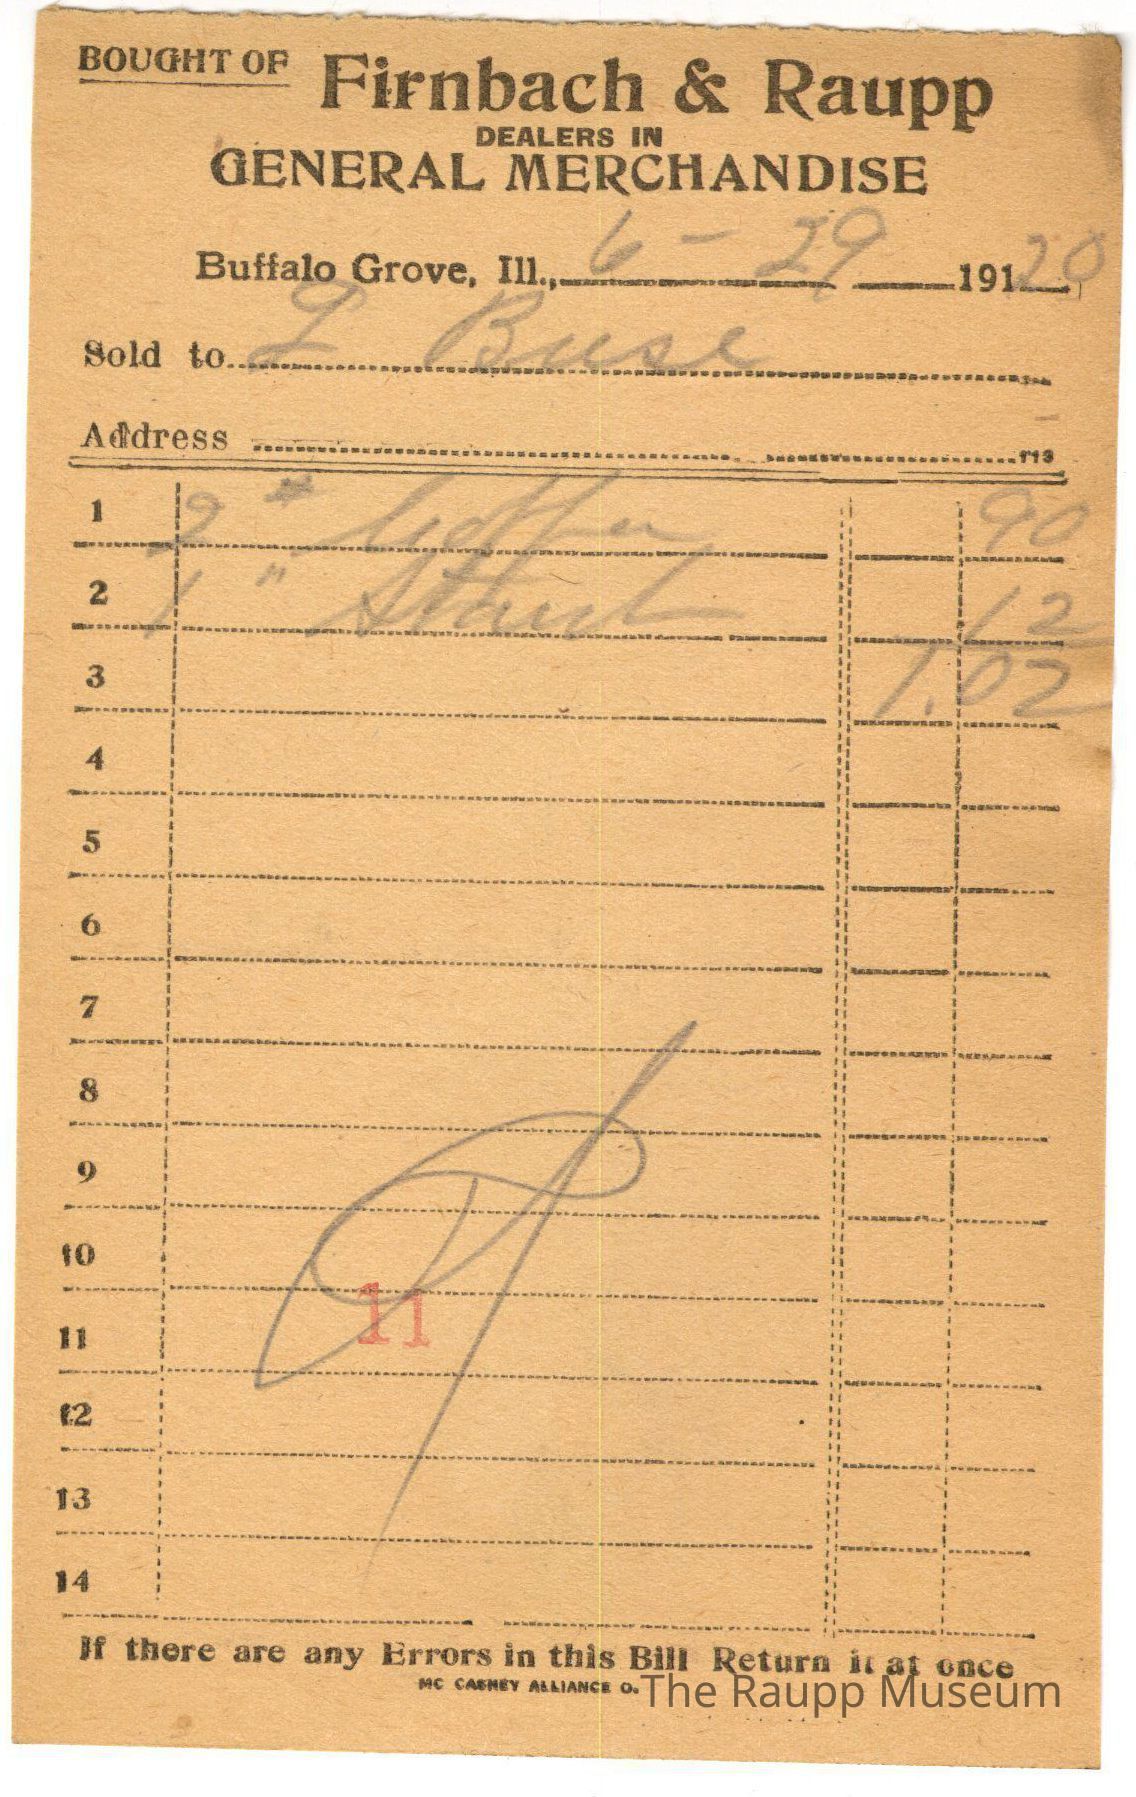 BOUGHT OF Firnbach & Raupp
DEALERS IN
GENERAL MERCHANDISE
Buffalo Grove, Ill., 6 - 29 191 20
Sold to L Buse
Address
1 2 # Coffee 90
2 1 " Starch 12
3 1.02
4
5
6
7
8
9
10
11 11
12
13
14
If there are any Errors in this Bill Return it at once
MC CASKEY ALLIANCE O.
The Raupp Museum